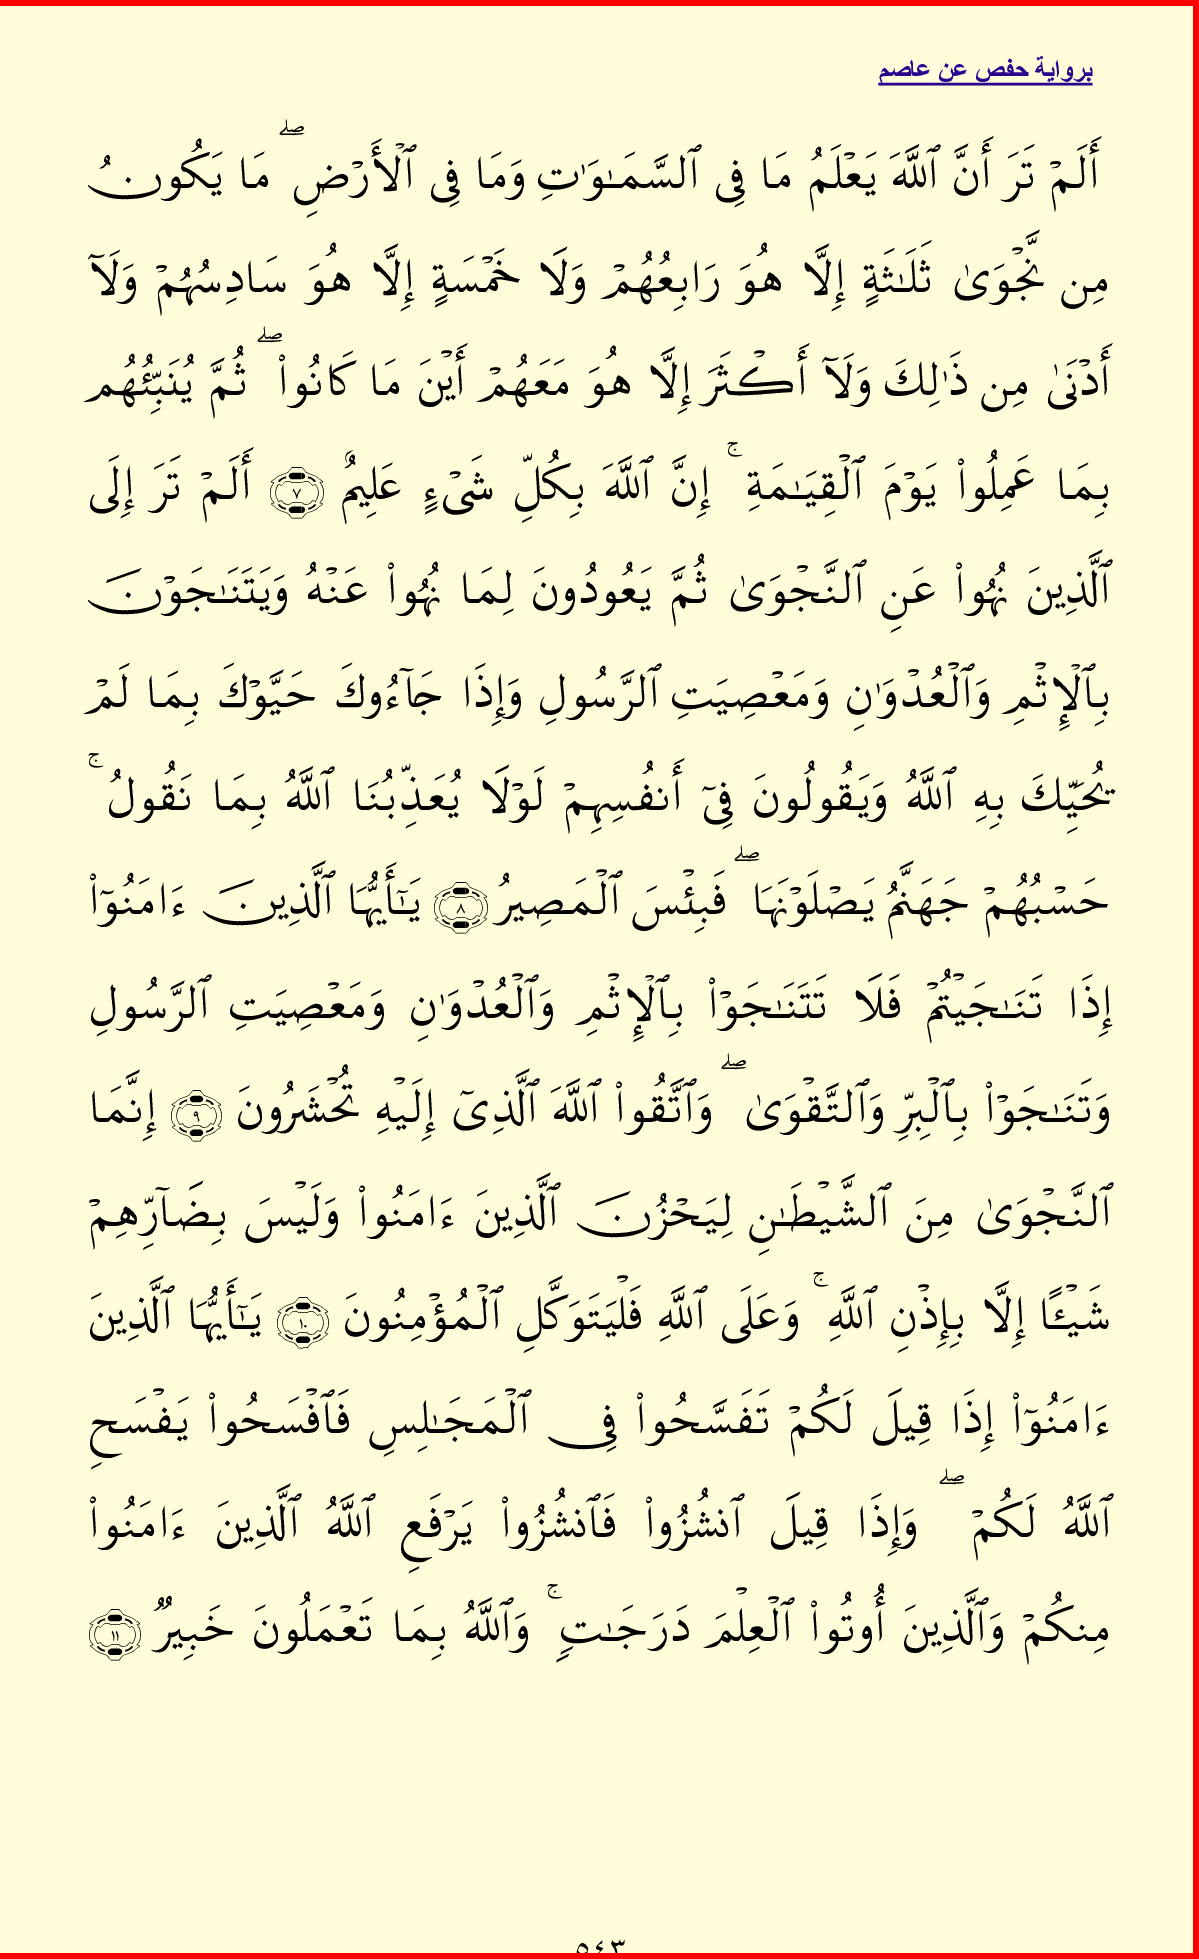 برواية حفص عن عاصم
أَلَمۡ تَرَ أَنَّ ٱللَّهَ يَعۡلَمُ مَا فِى ٱلسَّمَـٰوَٰتِ وَمَا فِى ٱلۡأَرۡضِۖ مَا يَكُونُ
مِن نَّجۡوَىٰ ثَلَـٰثَةٍ إِلَّا هُوَ رَابِعُهُمۡ وَلَا خَمۡسَةٍ إِلَّا هُوَ سَادِسُهُمۡ وَلَآ
أَدۡنَىٰ مِن ذَٰلِكَ وَلَآ أَكۡثَرَ إِلَّا هُوَ مَعَهُمۡ أَيۡنَ مَا كَانُواْۖ ثُمَّ يُنَبِّئُهُم
بِمَا عَمِلُواْ يَوۡمَ ٱلۡقِيَـٰمَةِۚ إِنَّ ٱللَّهَ بِكُلِّ شَىۡءٍ عَلِيمٌ ٧ أَلَمۡ تَرَ إِلَى
ٱلَّذِينَ نُهُواْ عَنِ ٱلنَّجۡوَىٰ ثُمَّ يَعُودُونَ لِمَا نُهُواْ عَنۡهُ وَيَتَنَـٰجَوۡنَ
بِٱلۡإِثۡمِ وَٱلۡعُدۡوَٰنِ وَمَعۡصِيَتِ ٱلرَّسُولِ وَإِذَا جَآءُوكَ حَيَّوۡكَ بِمَا لَمۡ
يُحَيِّكَ بِهِ ٱللَّهُ وَيَقُولُونَ فِىٓ أَنفُسِهِمۡ لَوۡلَا يُعَذِّبُنَا ٱللَّهُ بِمَا نَقُولُۚ
حَسۡبُهُمۡ جَهَنَّمُ يَصۡلَوۡنَهَاۖ فَبِئۡسَ ٱلۡمَصِيرُ ٨ يَـٰٓأَيُّهَا ٱلَّذِينَ ءَامَنُوٓاْ
إِذَا تَنَـٰجَيۡتُمۡ فَلَا تَتَنَـٰجَوۡاْ بِٱلۡإِثۡمِ وَٱلۡعُدۡوَٰنِ وَمَعۡصِيَتِ ٱلرَّسُولِ
وَتَنَـٰجَوۡاْ بِٱلۡبِرِّ وَٱلتَّقۡوَىٰۖ وَٱتَّقُواْ ٱللَّهَ ٱلَّذِىٓ إِلَيۡهِ تُحۡشَرُونَ ٩ إِنَّمَا
ٱلنَّجۡوَىٰ مِنَ ٱلشَّيۡطَـٰنِ لِيَحۡزُنَ ٱلَّذِينَ ءَامَنُواْ وَلَيۡسَ بِضَآرِّهِمۡ
شَيۡـًٔا إِلَّا بِإِذۡنِ ٱللَّهِۚ وَعَلَى ٱللَّهِ فَلۡيَتَوَكَّلِ ٱلۡمُؤۡمِنُونَ ١٠ يَـٰٓأَيُّهَا ٱلَّذِينَ
ءَامَنُوٓاْ إِذَا قِيلَ لَكُمۡ تَفَسَّحُواْ فِى ٱلۡمَجَـٰلِسِ فَٱفۡسَحُواْ يَفۡسَحِ
ٱللَّهُ لَكُمۡۖ وَإِذَا قِيلَ ٱنشُزُواْ فَٱنشُزُواْ يَرۡفَعِ ٱللَّهُ ٱلَّذِينَ ءَامَنُواْ
مِنكُمۡ وَٱلَّذِينَ أُوتُواْ ٱلۡعِلۡمَ دَرَجَـٰتٍۚ وَٱللَّهُ بِمَا تَعۡمَلُونَ خَبِيرٌ ١١
٥٤٣